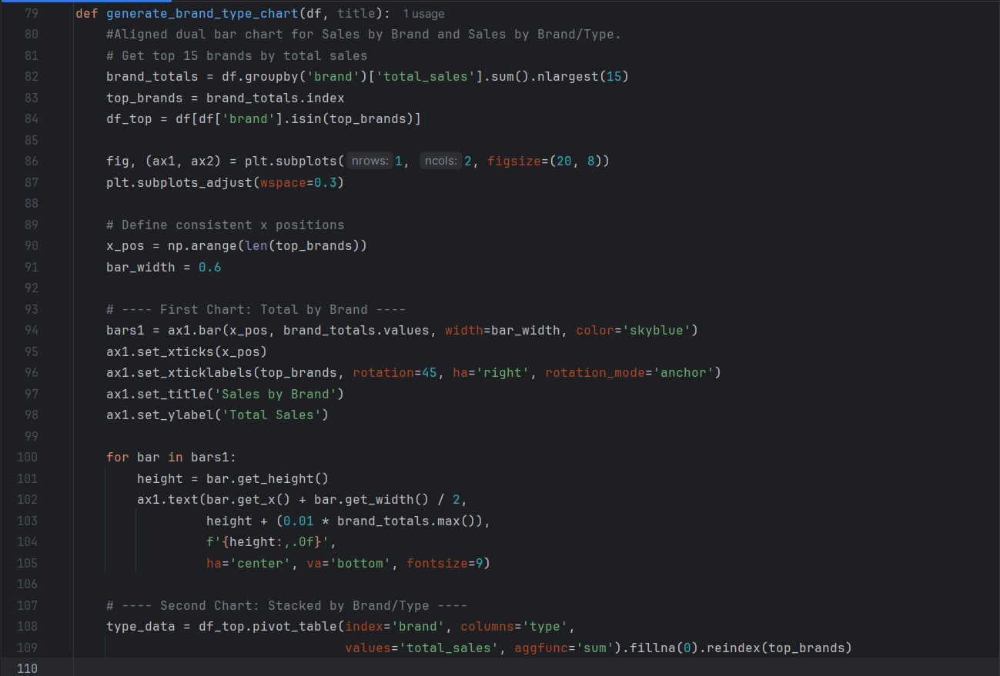 79 def generate_brand_type_chart(df, title): 1 usage
80 #Aligned dual bar chart for Sales by Brand and Sales by Brand/Type.
81 # Get top 15 brands by total sales
82 brand_totals = df.groupby('brand')['total_sales'].sum().nlargest(15)
83 top_brands = brand_totals.index
84 df_top = df[df['brand'].isin(top_brands)]
85
86 fig, (ax1, ax2) = plt.subplots( nrows: 1, ncols: 2, figsize=(20, 8))
87 plt.subplots_adjust(wspace=0.3)
88
89 # Define consistent x positions
90 x_pos = np.arange(len(top_brands))
91 bar_width = 0.6
92
93 # ---- First Chart: Total by Brand ----
94 bars1 = ax1.bar(x_pos, brand_totals.values, width=bar_width, color='skyblue')
95 ax1.set_xticks(x_pos)
96 ax1.set_xticklabels(top_brands, rotation=45, ha='right', rotation_mode='anchor')
97 ax1.set_title('Sales by Brand')
98 ax1.set_ylabel('Total Sales')
99
100 for bar in bars1:
101 height = bar.get_height()
102 ax1.text(bar.get_x() + bar.get_width() / 2,
103 height + (0.01 * brand_totals.max()),
104 f'{height:,.0f}',
105 ha='center', va='bottom', fontsize=9)
106
107 # ---- Second Chart: Stacked by Brand/Type ----
108 type_data = df_top.pivot_table(index='brand', columns='type',
109 values='total_sales', aggfunc='sum').fillna(0).reindex(top_brands)
110